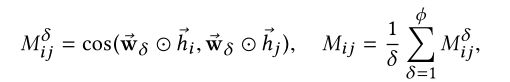 $M_{ij}^{\delta} = \cos(\vec{\mathbf{w}}_{\delta} \odot \vec{h}_i, \vec{\mathbf{w}}_{\delta} \odot \vec{h}_j), \quad M_{ij} = \frac{1}{\delta} \sum_{\delta=1}^{\phi} M_{ij}^{\delta},$